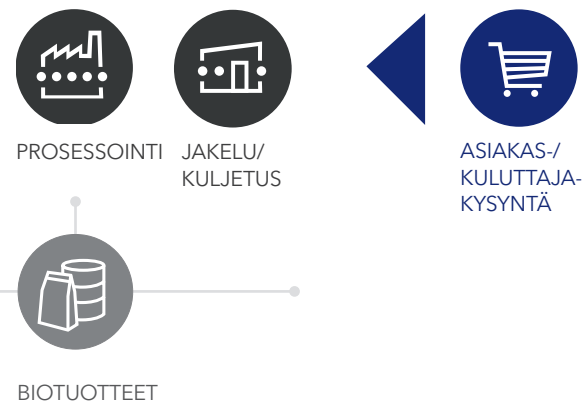 PROSESSOINTI
JAKELU/
KULJETUS
ASIAKAS-/
KULUTTAJA-
KYSYNTÄ
BIOTUOTTEET